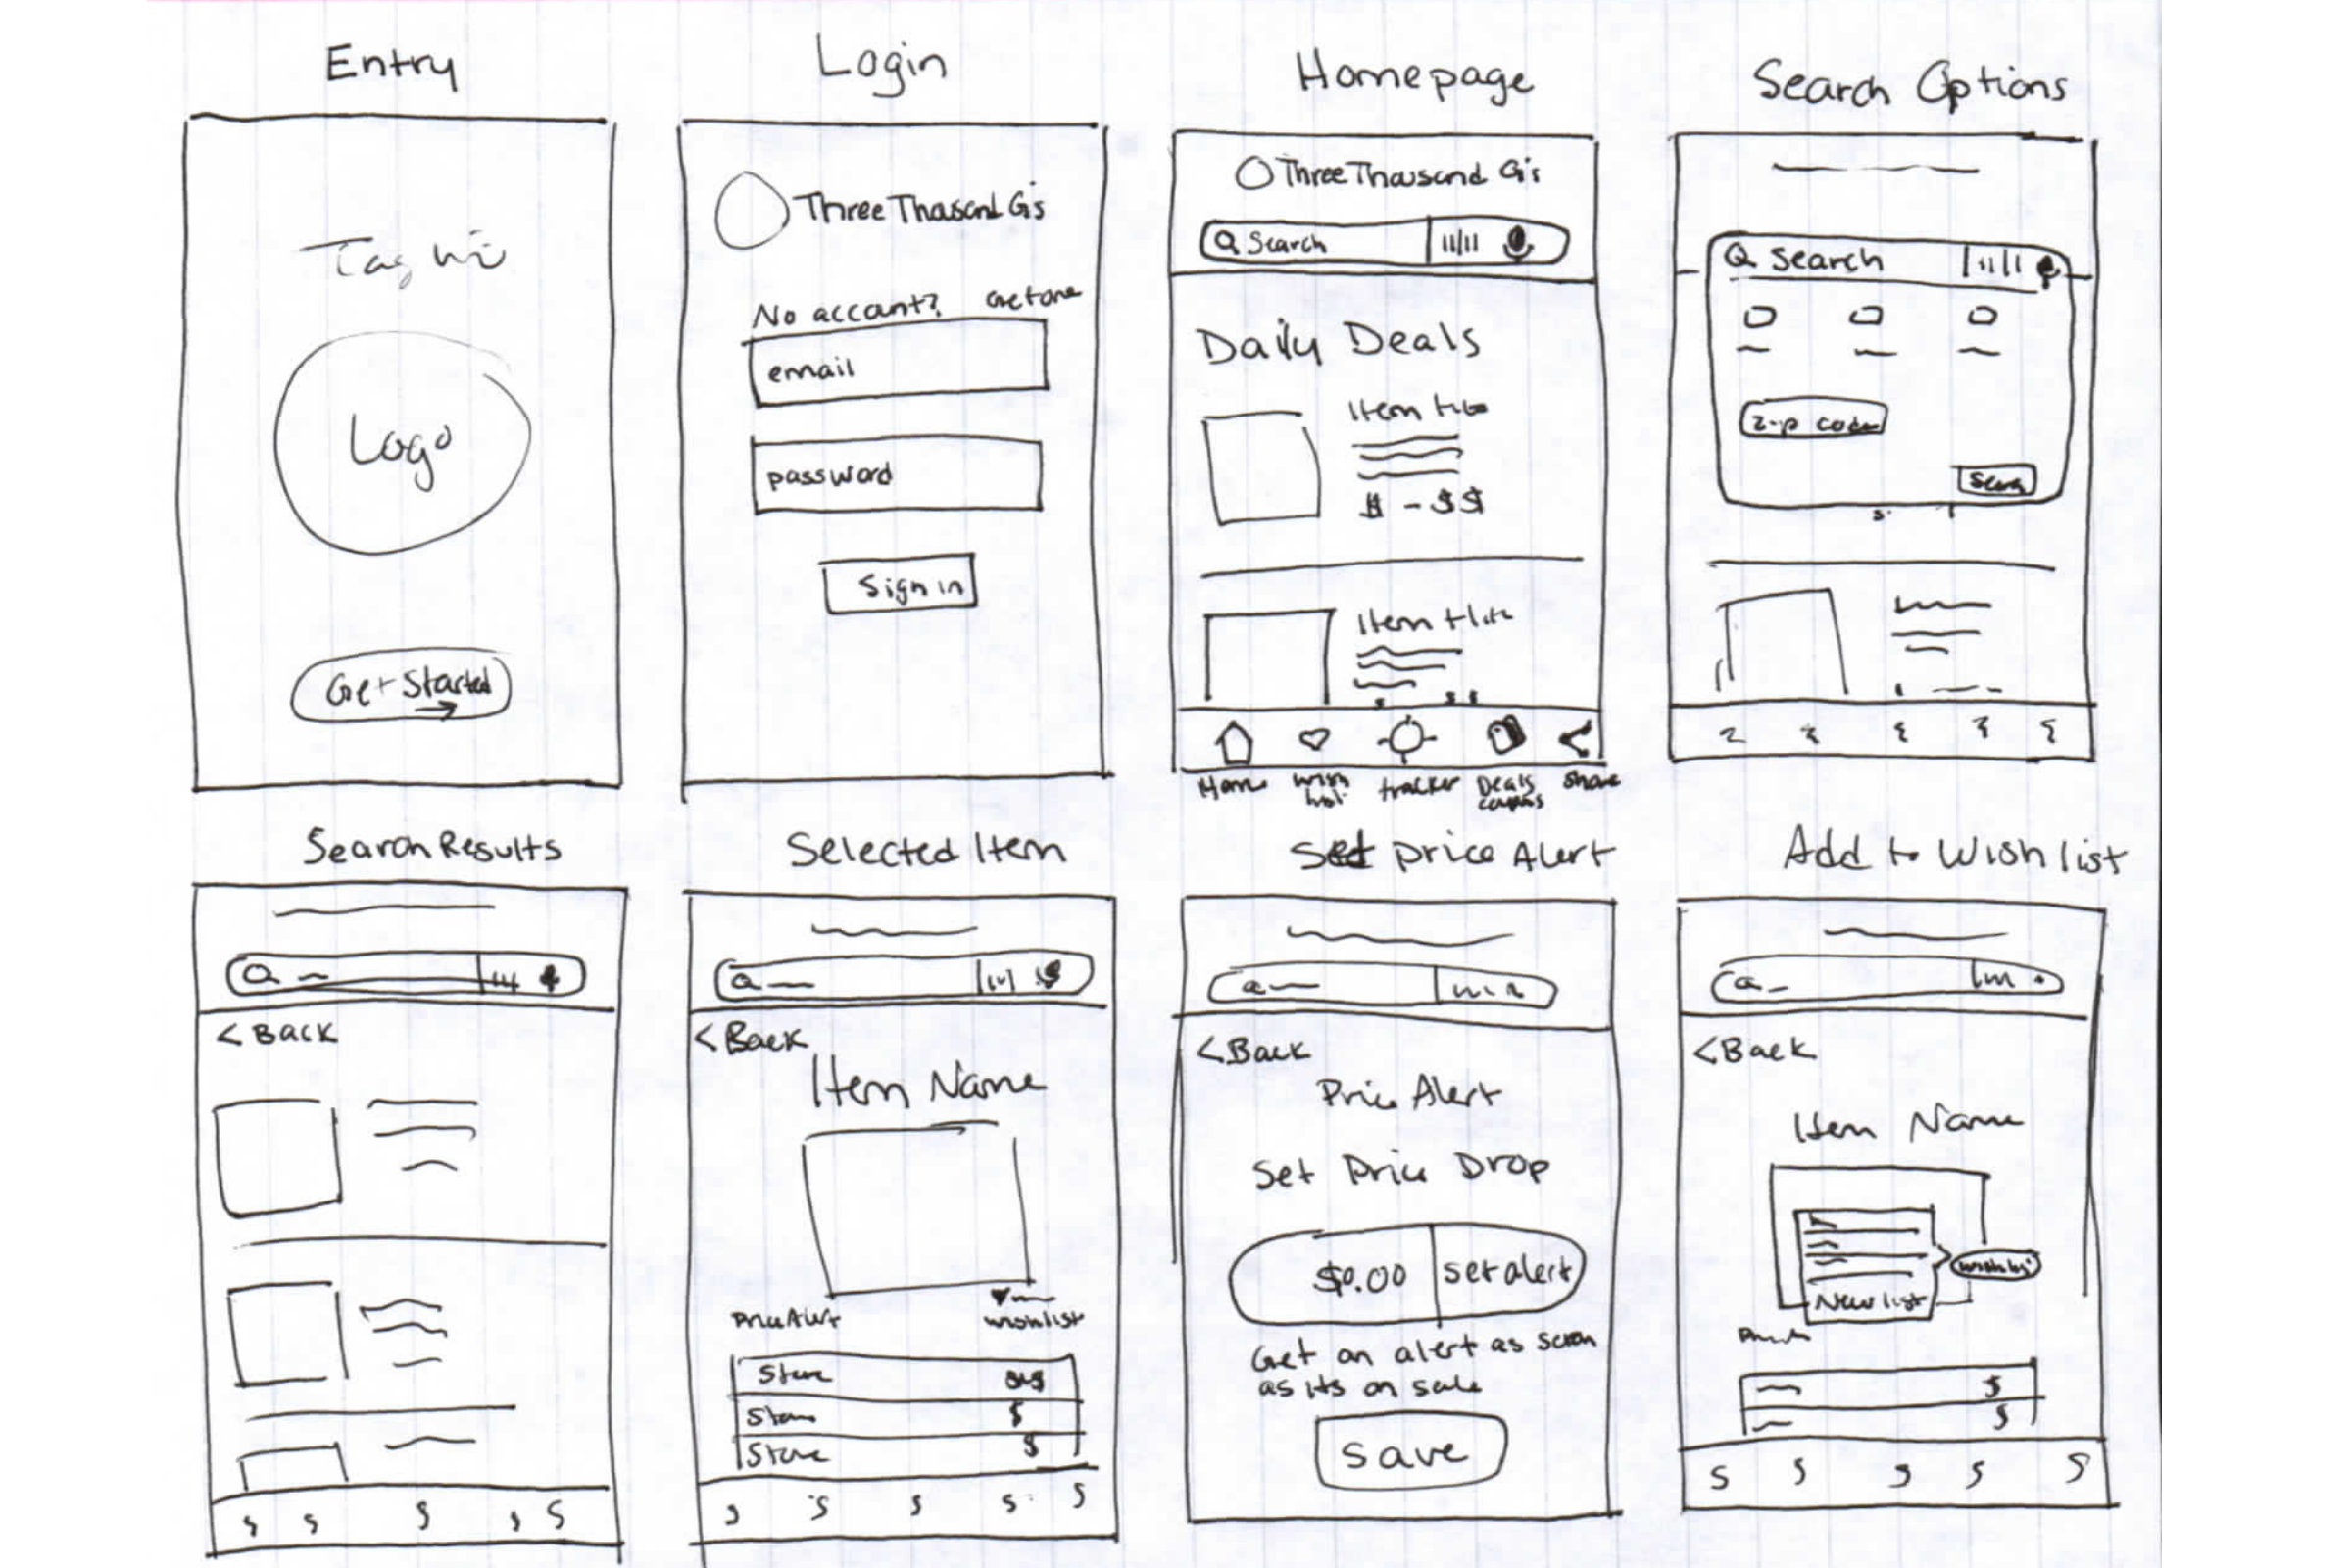 Entry
Tag
Logo
Get Started
Login
Three Thousand G's
No account? Get one
email
password
Sign in
Homepage
Three Thousand G's
Search
Daily Deals
Item title
$ - $$
Item title
Home
wish list
tracker
Deals coupons
share
Search Options
Search
zip code
Search
Search Results
< Back
Selected Item
< Back
Item Name
Price Alert
wishlist
Store $$$
Store $
Store $
Set Price Alert
< Back
Price Alert
Set Price Drop
$0.00 set alert
Get an alert as soon
as its on sale
save
Add to Wish list
< Back
Item Name
wishlist
New list
$
$